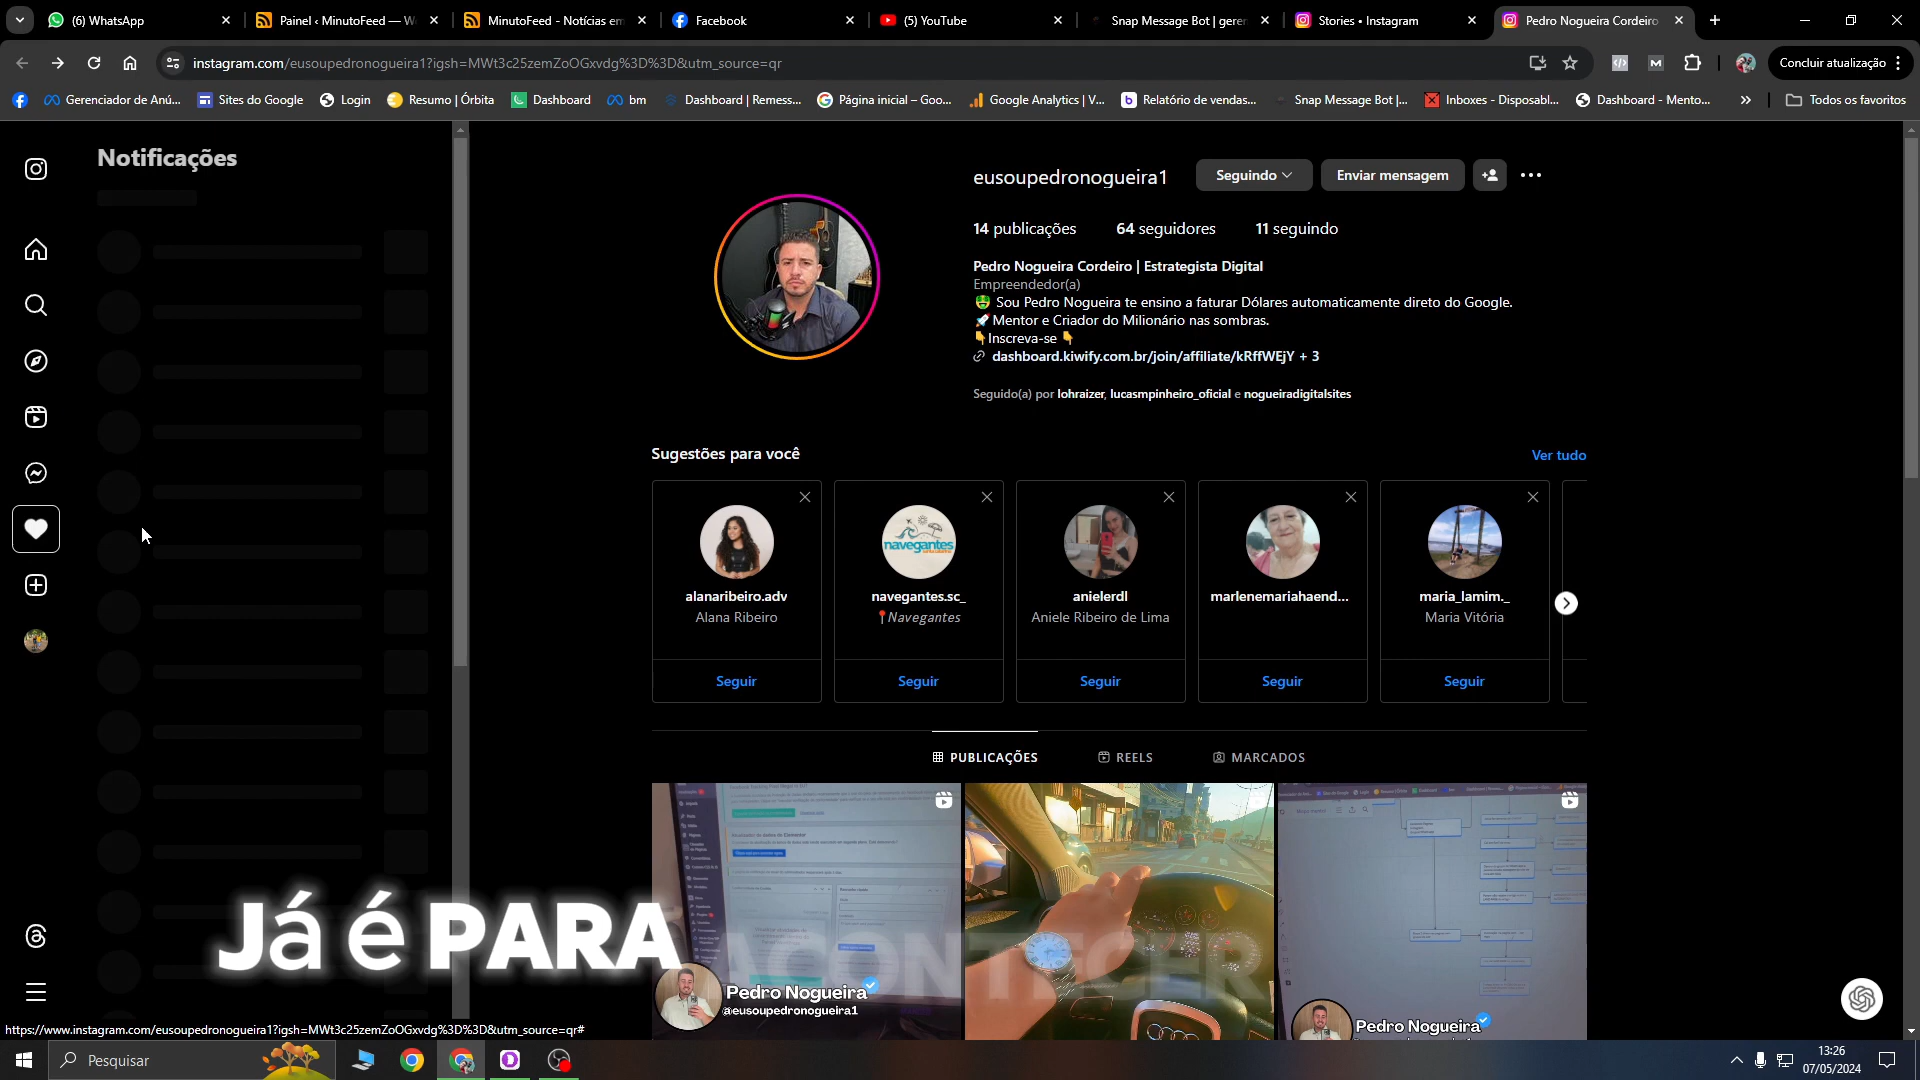 (6) WhatsApp
Painel ‹ MinutoFeed — W
MinutoFeed - Notícias em
Facebook
(5) YouTube
Snap Message Bot | geren
Stories • Instagram
Pedro Nogueira Cordeiro
instagram.com/eusoupedronogueira1?igsh=MWt3c25zemZoOGxvdg%3D%3D&utm_source=qr
Concluir atualização
Gerenciador de Anú...
Sites do Google
Login
Resumo | Órbita
Dashboard
bm
Dashboard | Remess...
Página inicial – Goo...
Google Analytics | V...
Relatório de vendas...
Snap Message Bot |...
Inboxes - Disposabl...
Dashboard - Mento...
Todos os favoritos
Notificações
eusoupedronogueira1
Seguindo
Enviar mensagem
14 publicações
64 seguidores
11 seguindo
Pedro Nogueira Cordeiro | Estrategista Digital
Empreendedor(a)
🤑 Sou Pedro Nogueira te ensino a faturar Dólares automaticamente direto do Google.
🚀Mentor e Criador do Milionário nas sombras.
👇Inscreva-se 👇
dashboard.kiwify.com.br/join/affiliate/kRffWEjY + 3
Seguido(a) por lohraizer, lucasmpinheiro_oficial e nogueiradigitalsites
Sugestões para você
Ver tudo
alanaribeiro.adv
Alana Ribeiro
Seguir
navegantes.sc_
📍Navegantes
Seguir
anielerdl
Aniele Ribeiro de Lima
Seguir
marlenemariahaend...
Seguir
maria_lamim._
Maria Vitória
Seguir
navegantes
PUBLICAÇÕES
REELS
MARCADOS
Já é PARA ACONTECER
Pedro Nogueira
@eusoupedronogueira1
Pedro Nogueira
https://www.instagram.com/eusoupedronogueira1?igsh=MWt3c25zemZoOGxvdg%3D%3D&utm_source=qr#
Pesquisar
13:26
07/05/2024